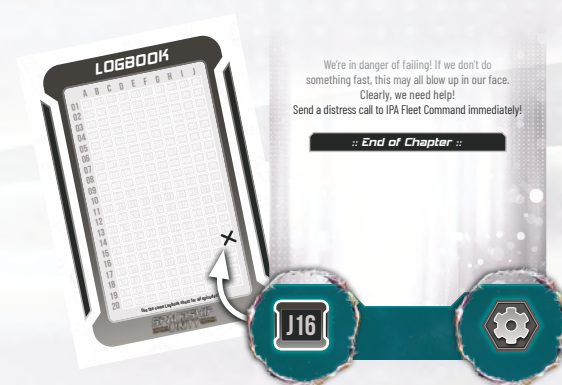 LOGBOOK
A B C D E F G H I J
01
02
03
04
05
06
07
08
09
10
11
12
13
14
15
16
17
18
19
20
We're in danger of failing! If we don't do
something fast, this may all blow up in our face.
Clearly, we need help!
Send a distress call to IPA Fleet Command immediately!
:: End of Chapter ::
J16